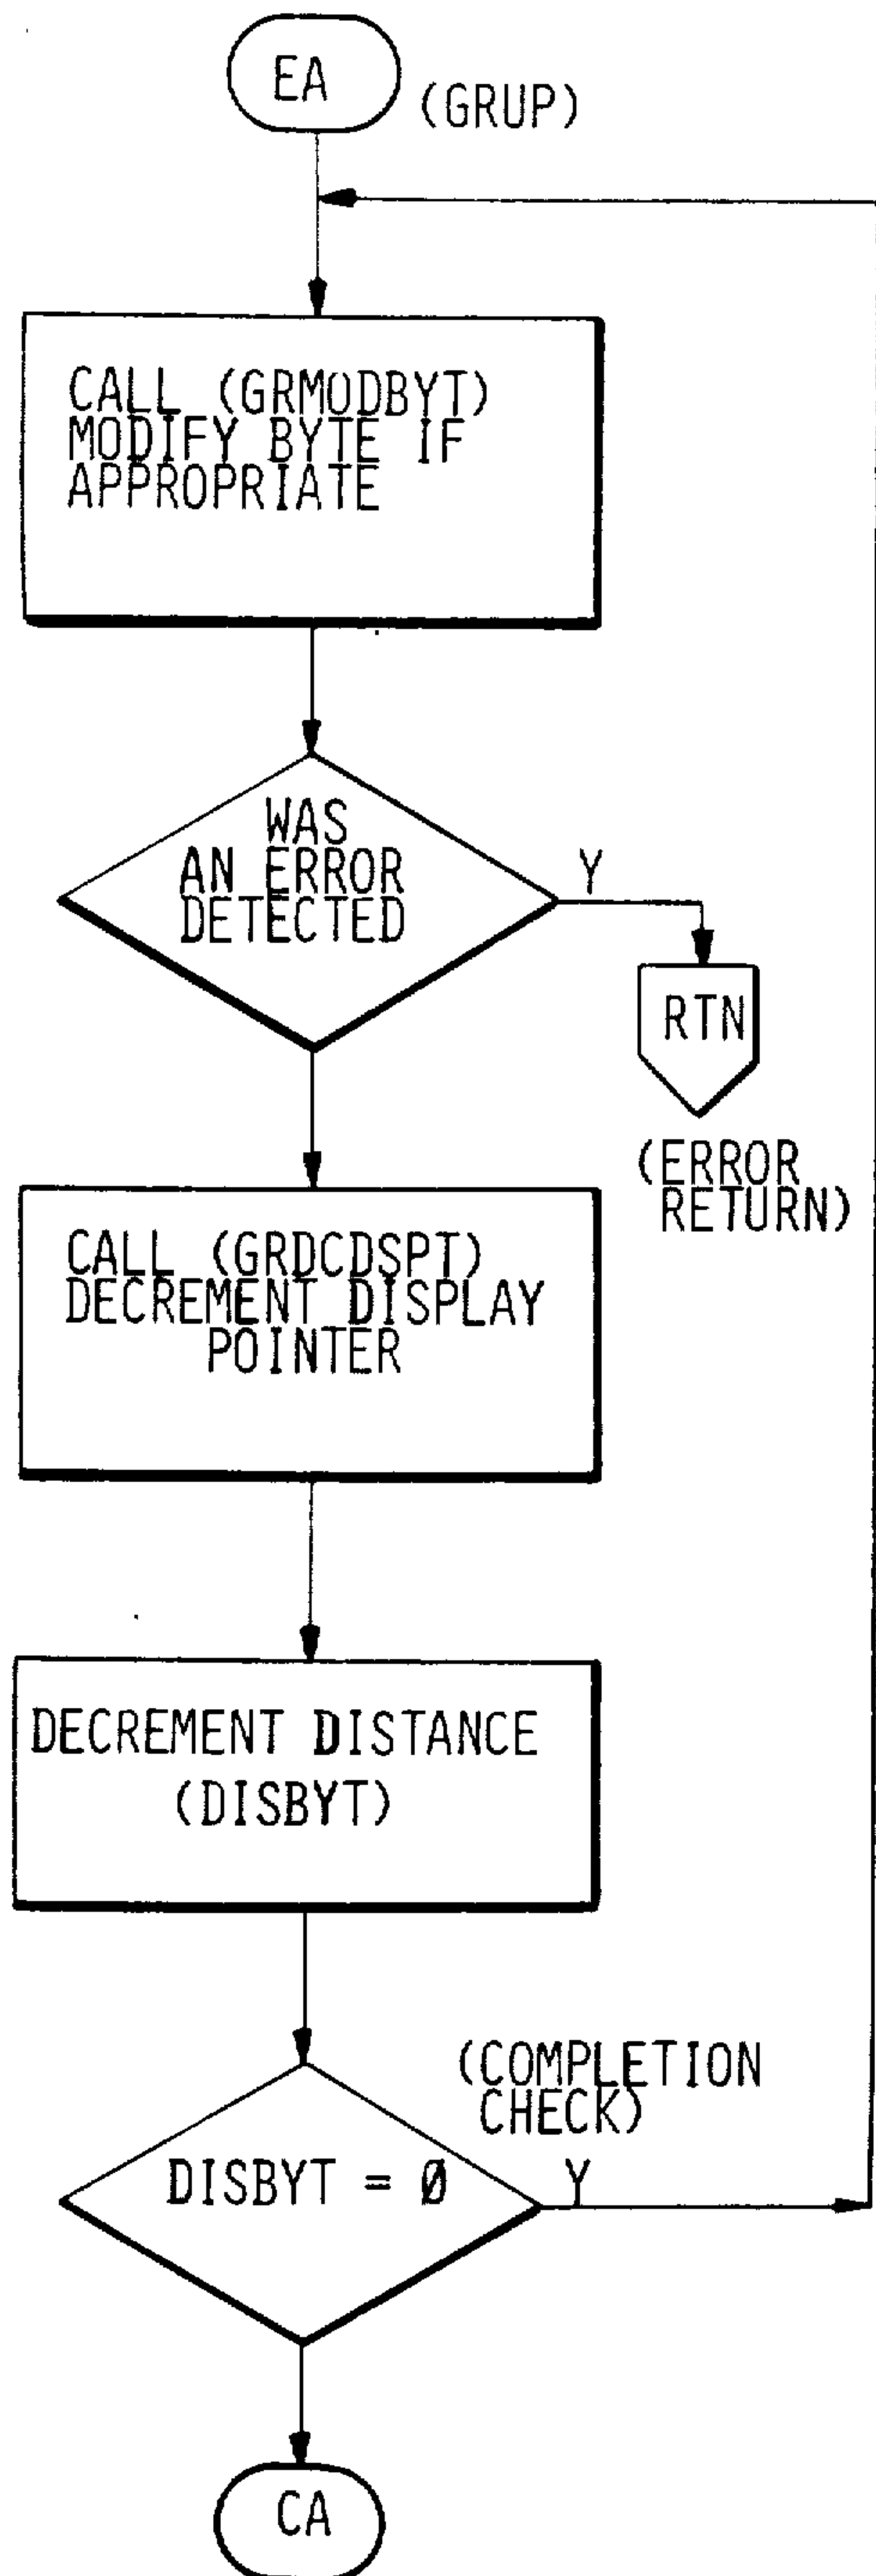 EA
(GRUP)
CALL (GRMODBYT)
MODIFY BYTE IF
APPROPRIATE
WAS
AN ERROR
DETECTED
Y
RTN
(ERROR
RETURN)
CALL (GRDCDSPT)
DECREMENT DISPLAY
POINTER
DECREMENT DISTANCE
(DISBYT)
(COMPLETION
CHECK)
DISBYT = Ø
Y
CA